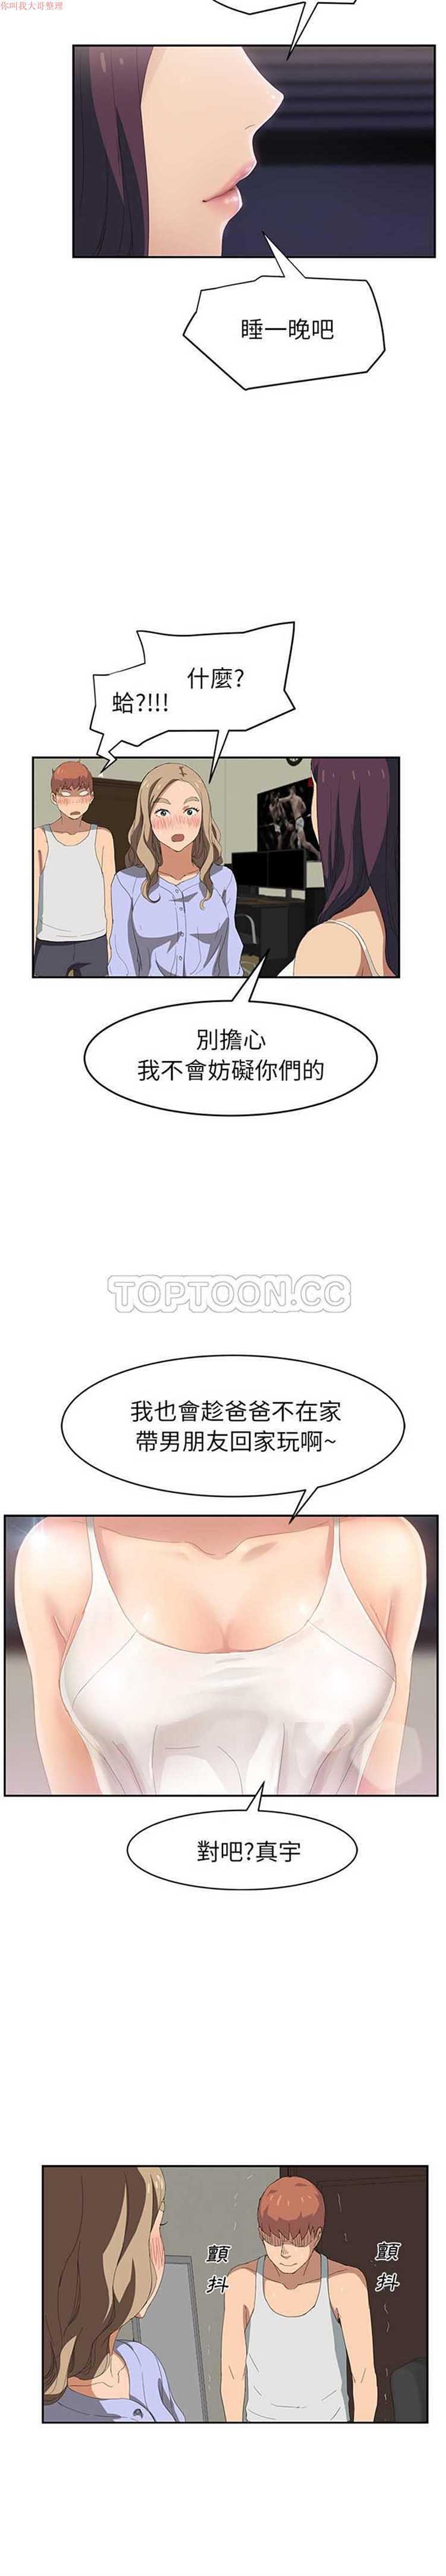 你叫我大哥整理
睡一晚吧
什麼?
蛤?!!!
別擔心
我不會妨礙你們的
TOPTOON.CC
我也會趁爸爸不在家
帶男朋友回家玩啊~
對吧?真宇
顫
抖
顫
抖